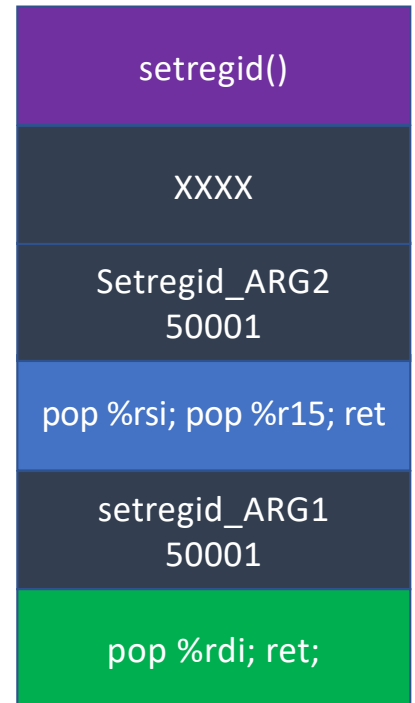 setregid()
XXXX
Setregid_ARG2
50001
pop %rsi; pop %r15; ret
setregid_ARG1
50001
pop %rdi; ret;